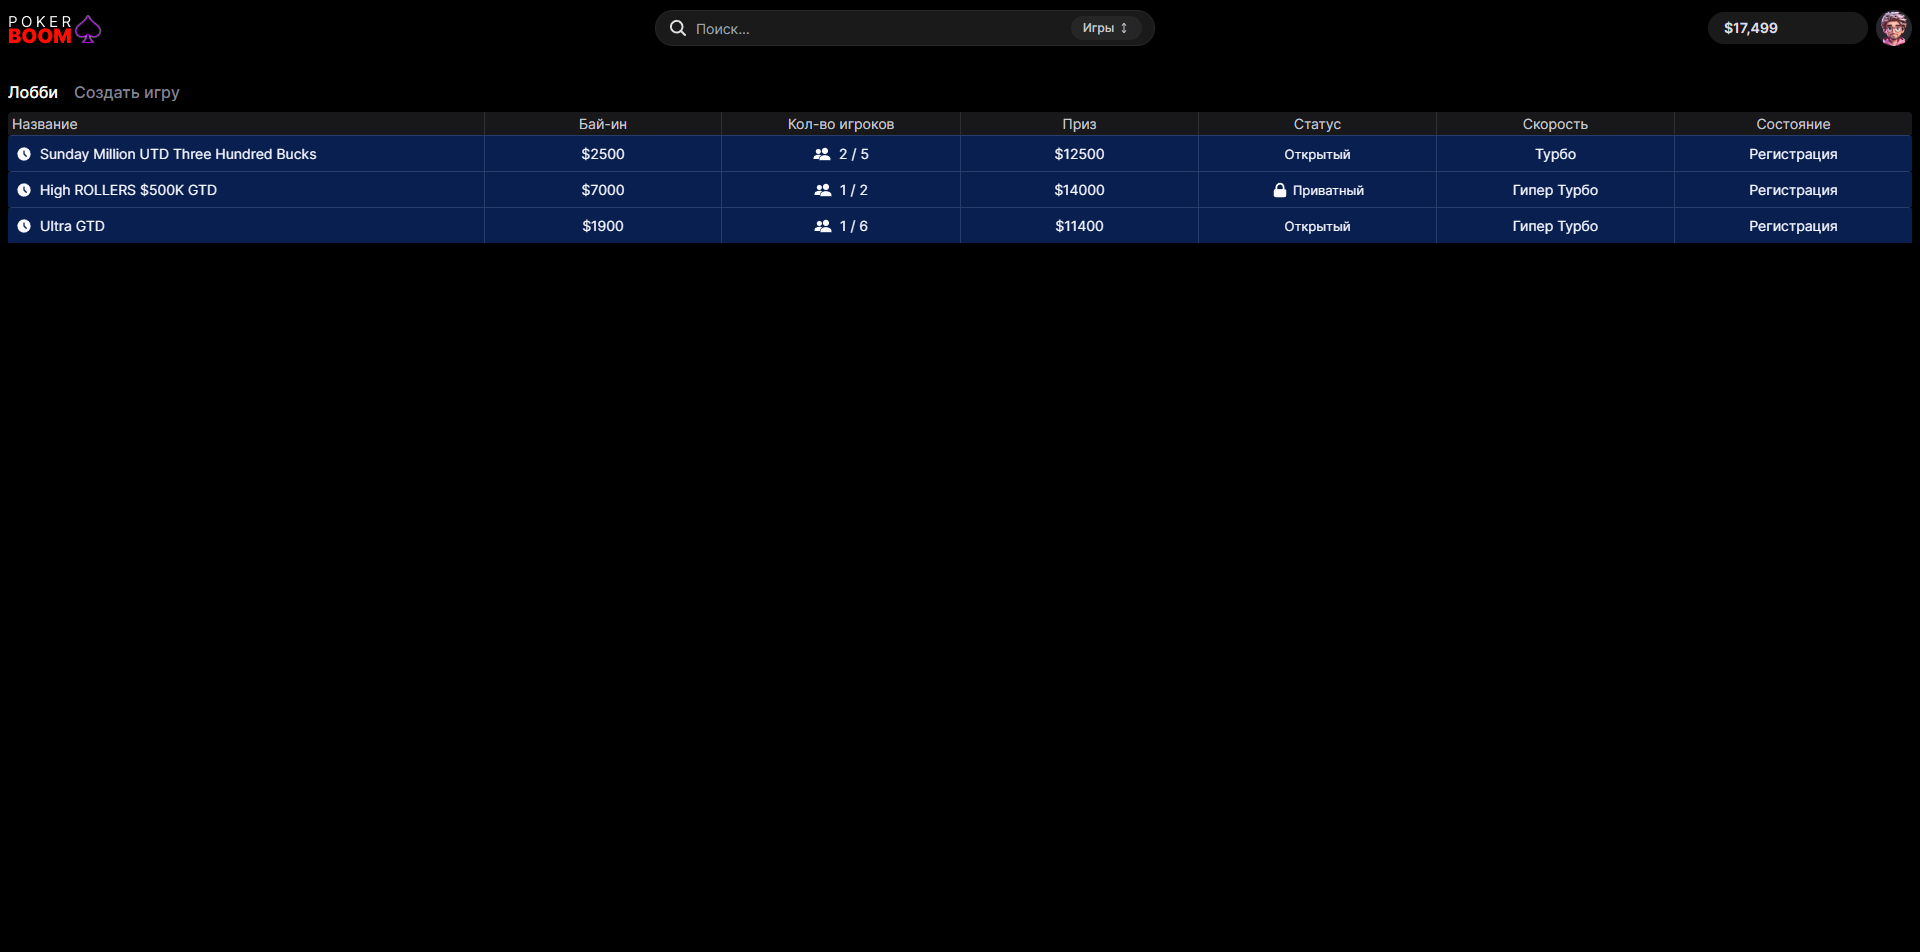 POKER
BOOM
Поиск...
Игры
$17,499
Лобби Создать игру
Название Бай-ин Кол-во игроков Приз Статус Скорость Состояние
Sunday Million UTD Three Hundred Bucks $2500 2 / 5 $12500 Открытый Турбо Регистрация
High ROLLERS $500K GTD $7000 1 / 2 $14000 Приватный Гипер Турбо Регистрация
Ultra GTD $1900 1 / 6 $11400 Открытый Гипер Турбо Регистрация